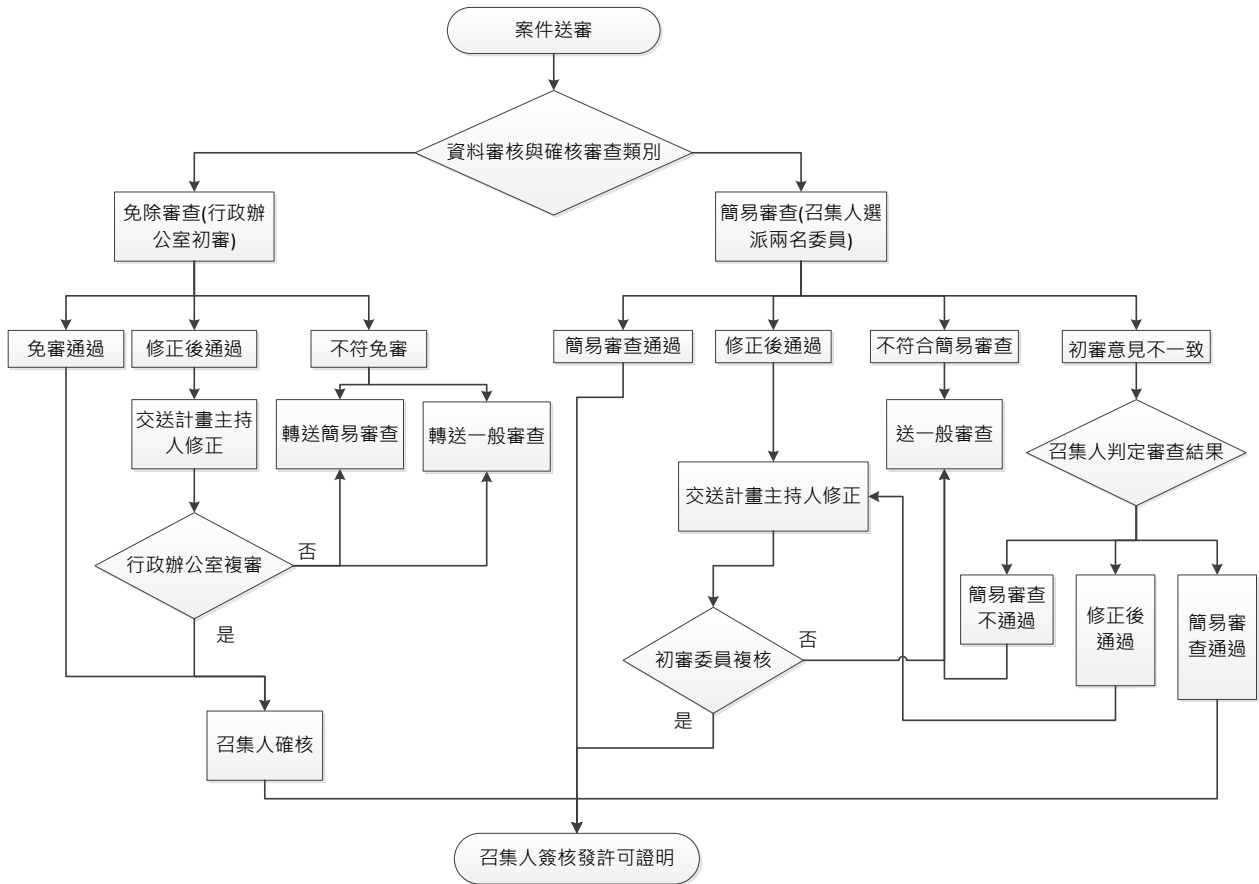 案件送審
資料審核與確核審查類別
免除審查(行政辦
公室初審)
簡易審查(召集人選
派兩名委員)
免審通過
修正後通過
不符免審
簡易審查通過
修正後通過
不符合簡易審查
初審意見不一致
交送計畫主持
人修正
轉送簡易審查
轉送一般審查
送一般審查
召集人判定審查結果
交送計畫主持人修正
行政辦公室複審
否
是
簡易審查
不通過
修正後
通過
簡易審
查通過
初審委員複核
否
是
召集人確核
召集人簽核發許可證明